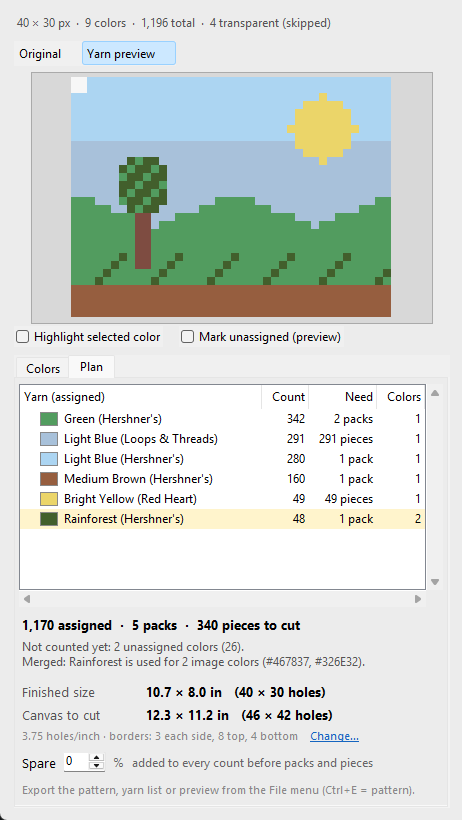 40 × 30 px · 9 colors · 1,196 total · 4 transparent (skipped)
Original Yarn preview
Highlight selected color Mark unassigned (preview)
Colors Plan
Yarn (assigned) Count Need Colors
Green (Hershner's) 342 2 packs 1
Light Blue (Loops & Threads) 291 291 pieces 1
Light Blue (Hershner's) 280 1 pack 1
Medium Brown (Hershner's) 160 1 pack 1
Bright Yellow (Red Heart) 49 49 pieces 1
Rainforest (Hershner's) 48 1 pack 2
1,170 assigned · 5 packs · 340 pieces to cut
Not counted yet: 2 unassigned colors (26).
Merged: Rainforest is used for 2 image colors (#467837, #326E32).
Finished size 10.7 × 8.0 in (40 × 30 holes)
Canvas to cut 12.3 × 11.2 in (46 × 42 holes)
3.75 holes/inch · borders: 3 each side, 8 top, 4 bottom Change...
Spare 0 % added to every count before packs and pieces
Export the pattern, yarn list or preview from the File menu (Ctrl+E = pattern).